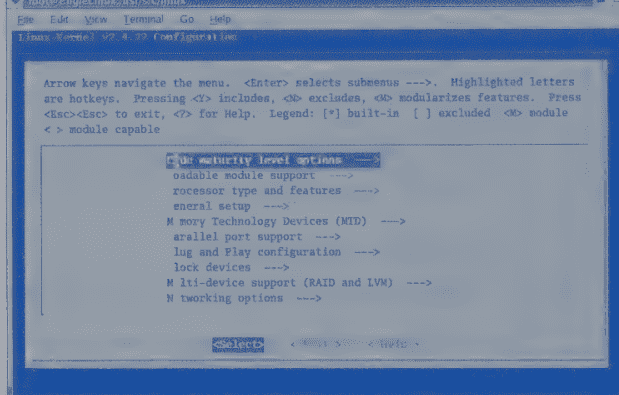 File Edit View Terminal Go Help
Linux Kernel v2.4.22 Configuration
Arrow keys navigate the menu. <Enter> selects submenus --->. Highlighted letters
are hotkeys. Pressing <Y> includes, <N> excludes, <M> modularizes features. Press
<Esc><Esc> to exit, <?> for Help. Legend: [*] built-in [ ] excluded <M> module
< > module capable
de maturity level options --->
oadable module support --->
rocessor type and features --->
eneral setup --->
M mory Technology Devices (MTD) --->
arallel port support --->
lug and Play configuration --->
lock devices --->
M lti-device support (RAID and LVM) --->
N tworking options --->
<Select> < Help >